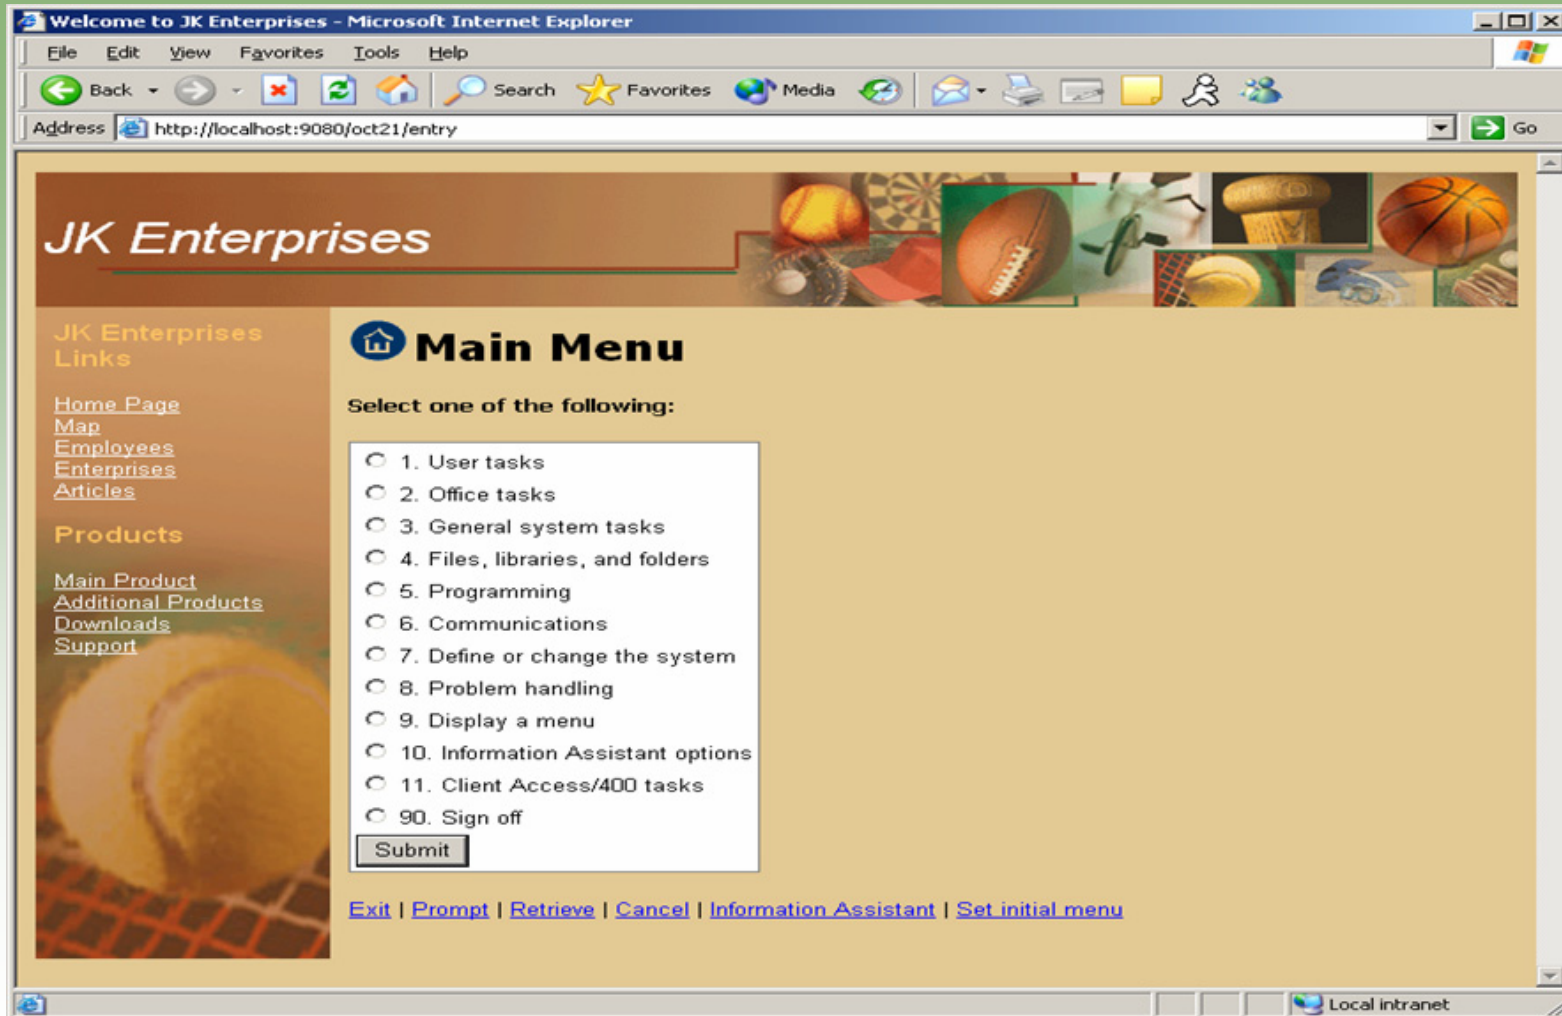 Welcome to JK Enterprises - Microsoft Internet Explorer
File Edit View Favorites Tools Help
Back Search Favorites Media
Address http://localhost:9080/oct21/entry Go
JK Enterprises
JK Enterprises
Links
Home Page
Map
Employees
Enterprises
Articles
Products
Main Product
Additional Products
Downloads
Support
Main Menu
Select one of the following:
1. User tasks
2. Office tasks
3. General system tasks
4. Files, libraries, and folders
5. Programming
6. Communications
7. Define or change the system
8. Problem handling
9. Display a menu
10. Information Assistant options
11. Client Access/400 tasks
90. Sign off
Submit
Exit | Prompt | Retrieve | Cancel | Information Assistant | Set initial menu
Local intranet